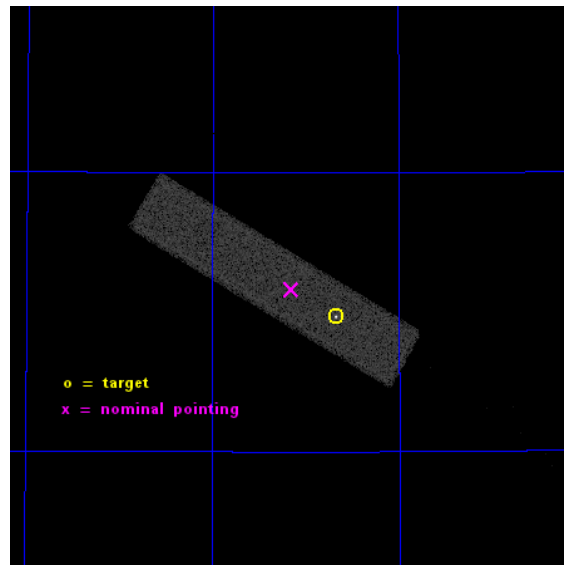 o = target
x = nominal pointing